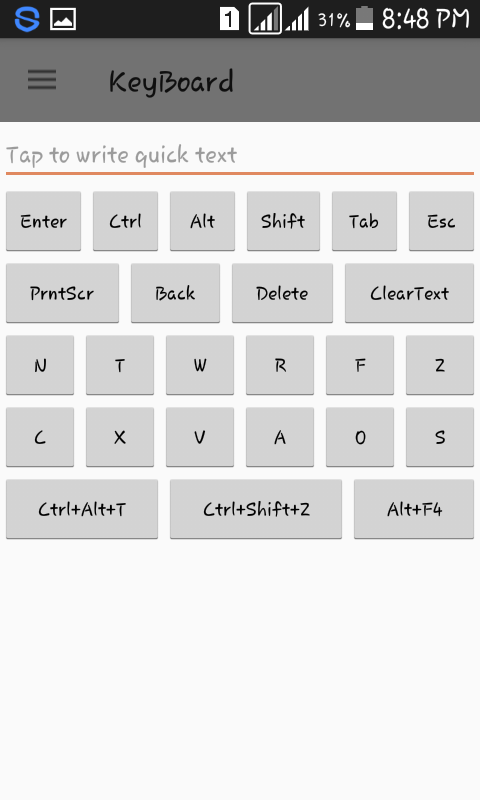 1 31% 8:48 PM
KeyBoard
Tap to write quick text
Enter Ctrl Alt Shift Tab Esc
PrntScr Back Delete ClearText
N T W R F Z
C X V A O S
Ctrl+Alt+T Ctrl+Shift+Z Alt+F4